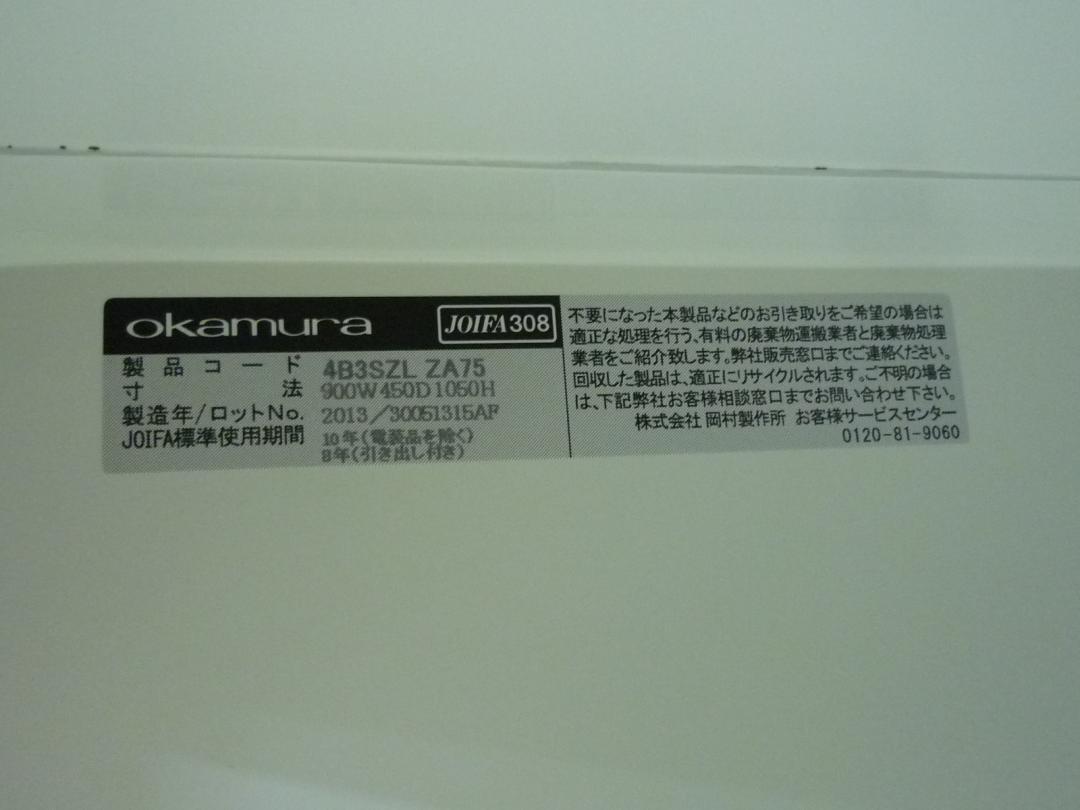 okamura JOIFA308
製品コード 4B3SZL ZA75
寸法 900W450D1050H
製造年/ロットNo. 2013/30051315AF
JOIFA標準使用期間 10年(電装品を除く)
8年(引き出し付き)
不要になった本製品などのお引き取りをご希望の場合は
適正な処理を行う、有料の廃棄物運搬業者と廃棄物処理
業者をご紹介致します。弊社販売窓口までご連絡ください。
回収した製品は、適正にリサイクルされます。ご不明の場合
は、下記弊社お客様相談窓口までお問い合わせ下さい。
株式会社 岡村製作所 お客様サービスセンター
0120-81-9060